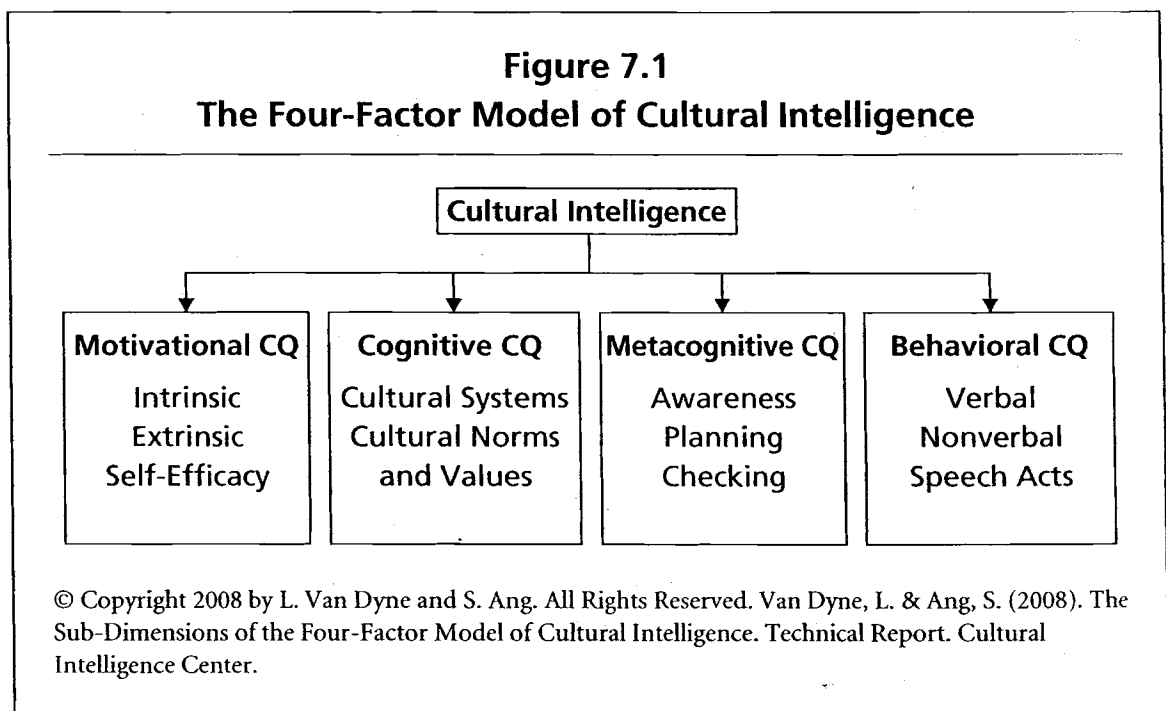 Figure 7.1
The Four-Factor Model of Cultural Intelligence
Cultural Intelligence
Motivational CQ
Intrinsic
Extrinsic
Self-Efficacy
Cognitive CQ
Cultural Systems
Cultural Norms
and Values
Metacognitive CQ
Awareness
Planning
Checking
Behavioral CQ
Verbal
Nonverbal
Speech Acts
© Copyright 2008 by L. Van Dyne and S. Ang. All Rights Reserved. Van Dyne, L. & Ang, S. (2008). The
Sub-Dimensions of the Four-Factor Model of Cultural Intelligence. Technical Report. Cultural
Intelligence Center.